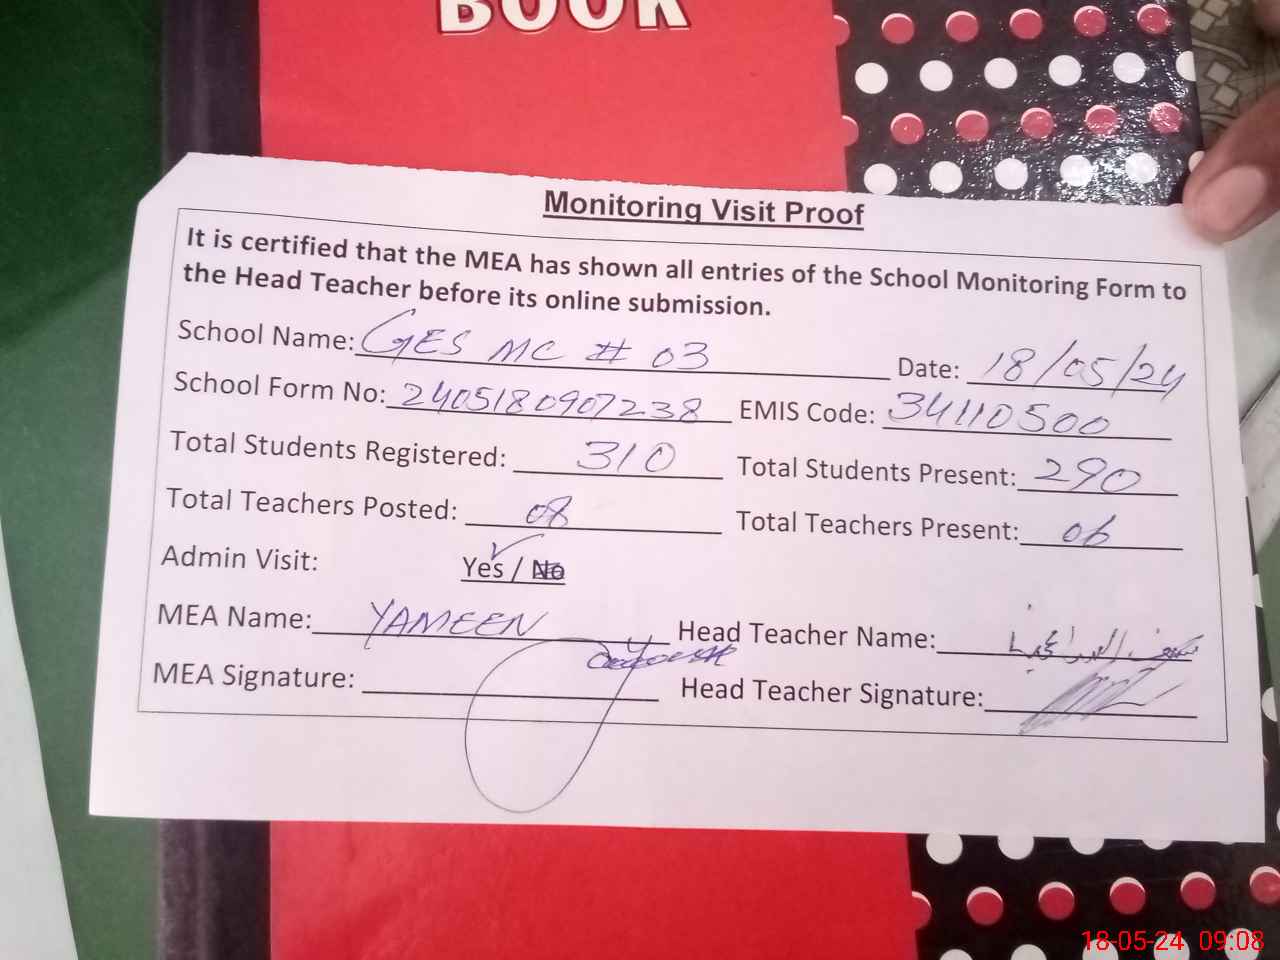 BOOK
Monitoring Visit Proof
It is certified that the MEA has shown all entries of the School Monitoring Form to
the Head Teacher before its online submission.
School Name: GES MC # 03 Date: 18/05/24
School Form No: 2405180907238 EMIS Code: 34110500
Total Students Registered: 310 Total Students Present: 290
Total Teachers Posted: 08 Total Teachers Present: 06
Admin Visit: Yes / No
MEA Name: YAMEEN Head Teacher Name:
MEA Signature: Head Teacher Signature:
18-05-24 09:08